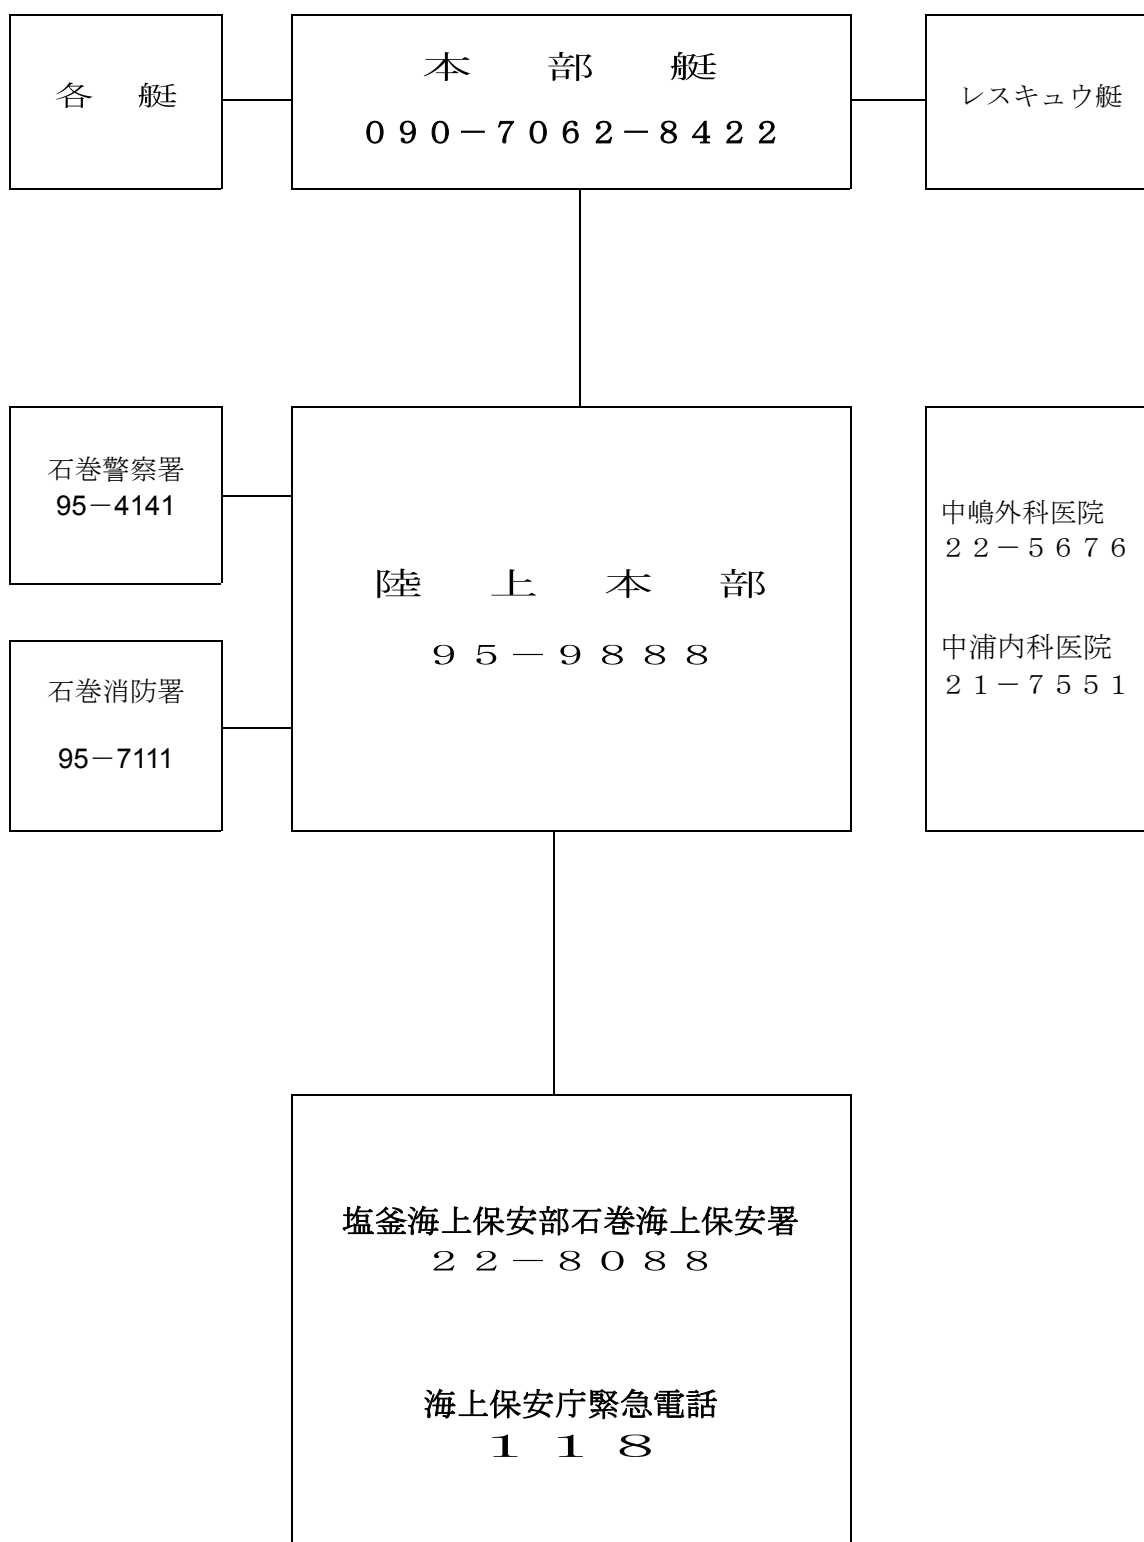 各　艇
本　部　艇
０９０－７０６２－８４２２
レスキュウ艇
石巻警察署
95－4141
石巻消防署
95－7111
陸　上　本　部
９５－９８８８
中嶋外科医院
２２－５６７６
中浦内科医院
２１－７５５１
塩釜海上保安部石巻海上保安署
２２－８０８８
海上保安庁緊急電話
１１８